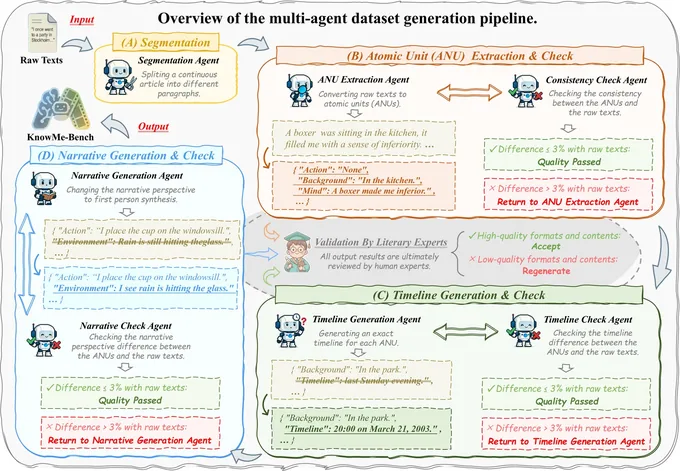 Overview of the multi-agent dataset generation pipeline.
Input
"I once went
to a party in
Stockholm..."
Raw Texts
(A) Segmentation
Segmentation Agent
Spliting a continuous
article into different
paragraphs.
KnowMe-Bench
Output
(B) Atomic Unit (ANU) Extraction & Check
ANU Extraction Agent
Converting raw texts to
atomic units (ANUs).
A boxer was sitting in the kitchen, it
filled me with a sense of inferiority. …
{ "Action": "None",
"Background": "In the kitchen.",
"Mind": A boxer made me inferior." ,
… }
Consistency Check Agent
Checking the consistency
between the ANUs and
the raw texts.
✓ Difference ≤ 3% with raw texts:
Quality Passed
× Difference > 3% with raw texts:
Return to ANU Extraction Agent
Validation By Literary Experts
All output results are ultimately
reviewed by human experts.
✓ High-quality formats and contents:
Accept
× Low-quality formats and contents:
Regenerate
(C) Timeline Generation & Check
Timeline Generation Agent
Generating an exact
timeline for each ANU.
{ "Background": "In the park.",
"Timeline": last Sunday evening." ,
… }
{ "Background": "In the park.",
"Timeline": 20:00 on March 21, 2003." ,
… }
Timeline Check Agent
Checking the timeline
difference between the
ANUs and the raw texts.
✓ Difference ≤ 3% with raw texts:
Quality Passed
× Difference > 3% with raw texts:
Return to Timeline Generation Agent
(D) Narrative Generation & Check
Narrative Generation Agent
Changing the narrative perspective
to first person synthesis.
{ "Action": "I place the cup on the windowsill.",
"Environment": Rain is still hitting theglass."
… }
{ "Action": "I place the cup on the windowsill.",
"Environment": I see rain is hitting the glass."
… }
Narrative Check Agent
Checking the narrative
perspective difference between
the ANUs and the raw texts.
✓ Difference ≤ 3% with raw texts:
Quality Passed
× Difference > 3% with raw texts:
Return to Narrative Generation Agent